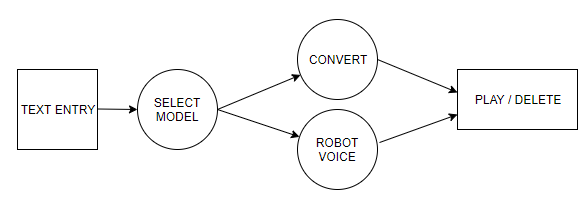 TEXT ENTRY
SELECT
MODEL
CONVERT
ROBOT
VOICE
PLAY / DELETE